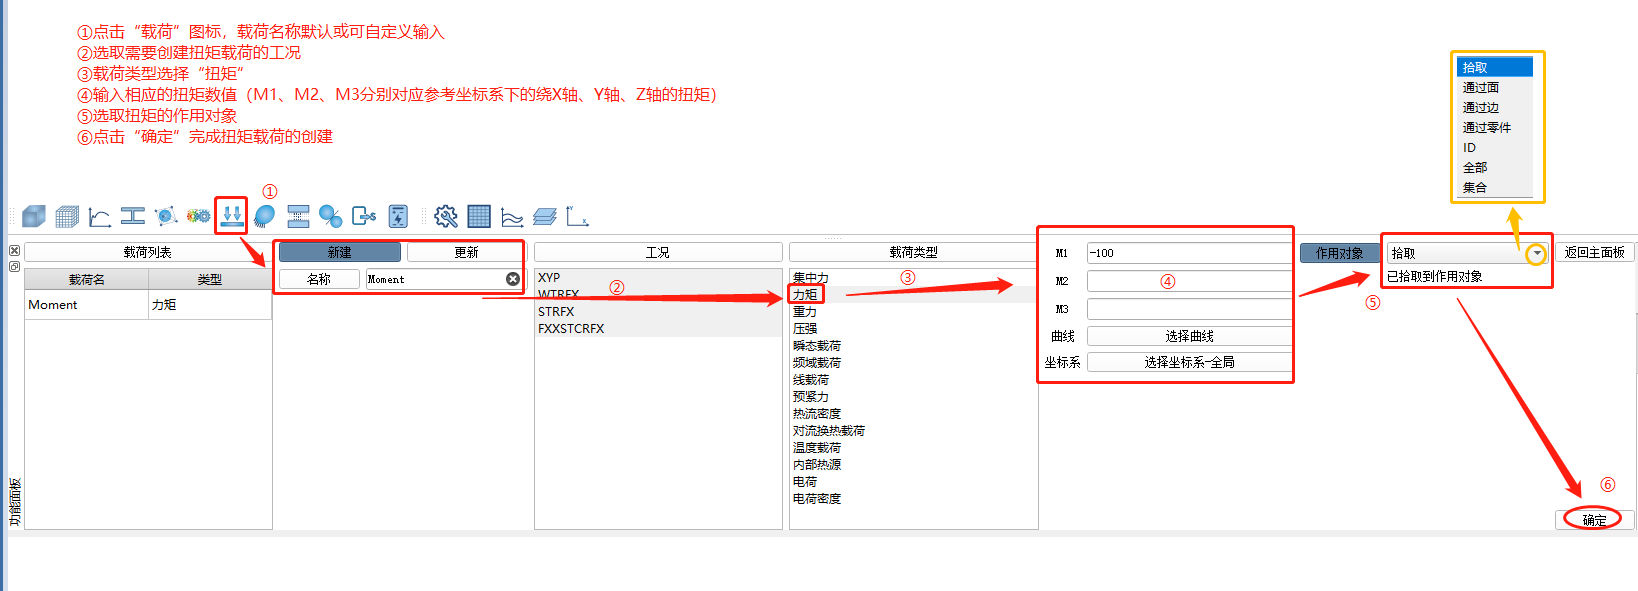 ①点击“载荷”图标，载荷名称默认或可自定义输入
②选取需要创建扭矩载荷的工况
③载荷类型选择“扭矩”
④输入相应的扭矩数值（M1、M2、M3分别对应参考坐标系下的绕X轴、Y轴、Z轴的扭矩）
⑤选取扭矩的作用对象
⑥点击“确定”完成扭矩载荷的创建
拾取
通过面
通过边
通过零件
ID
全部
集合
①
载荷列表
新建
更新
工况
载荷类型
M1
-100
作用对象
拾取
返回主面板
载荷名
类型
名称
Moment
Moment
力矩
XYP
WTRFX
STRFX
FXXSTCRFX
②
集中力
力矩
重力
压强
瞬态载荷
频域载荷
线载荷
预紧力
热流密度
对流换热载荷
温度载荷
内部热源
电荷
电荷密度
③
M2
④
M3
曲线
选择曲线
坐标系
选择坐标系-全局
已拾取到作用对象
⑤
⑥
确定
功能面板